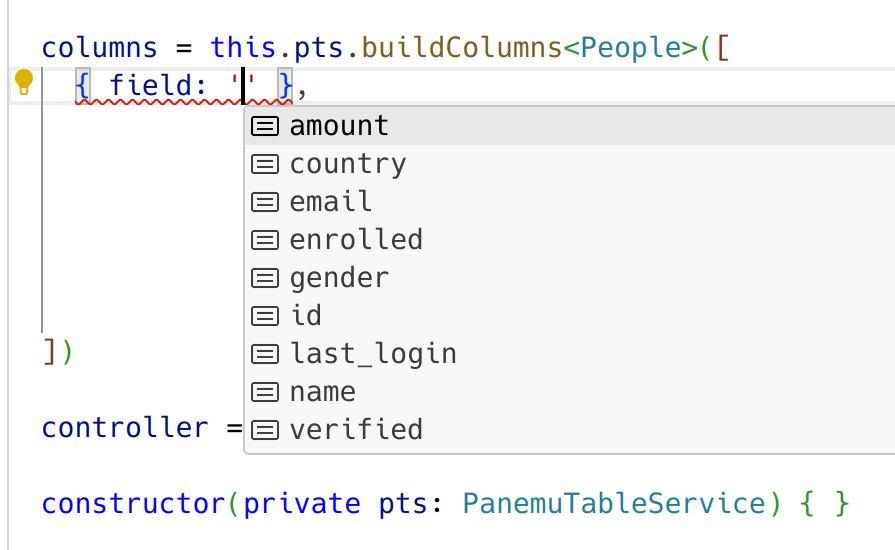 columns = this.pts.buildColumns<People>([
{ field: '' },
amount
country
email
enrolled
gender
id
last_login
name
verified
])
controller =
constructor(private pts: PanemuTableService) { }